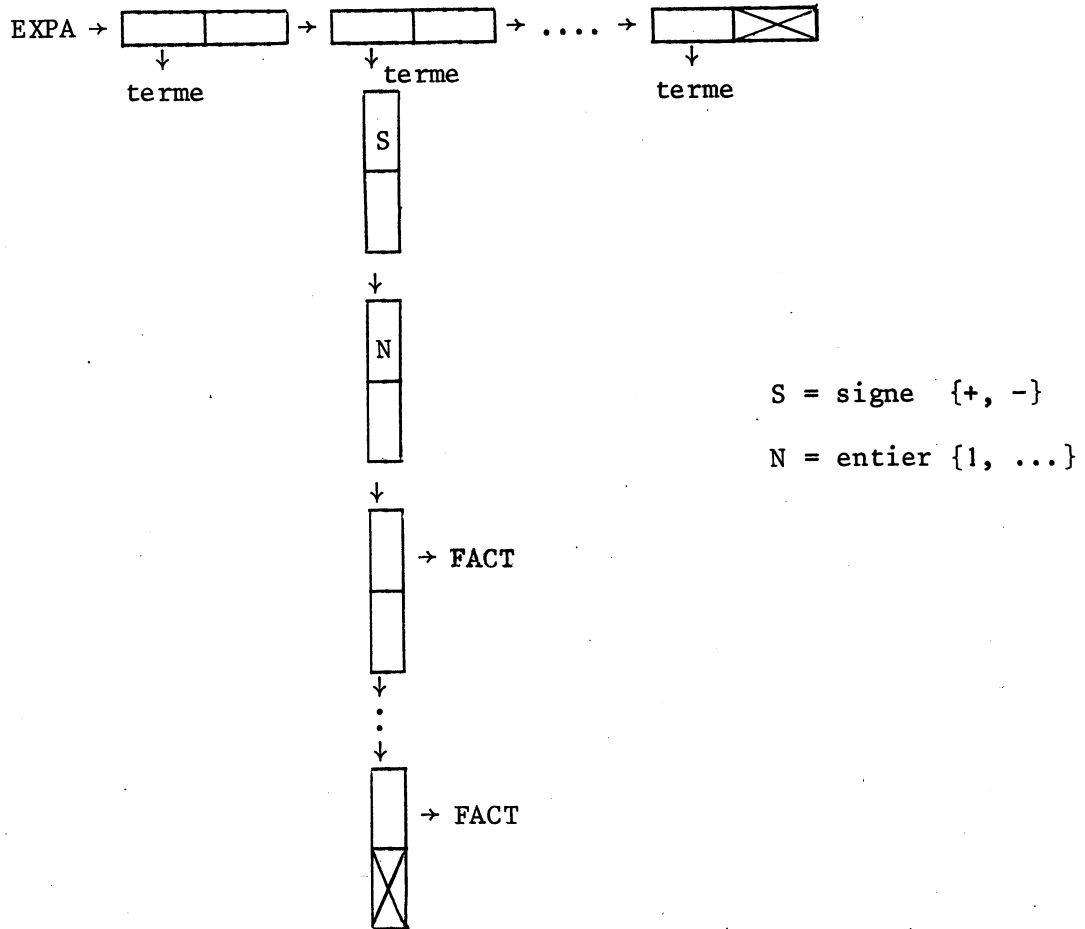 EXPA → → → .... →
terme terme terme
S
N
S = signe {+, -}
N = entier {1, ...}
→ FACT
→ FACT